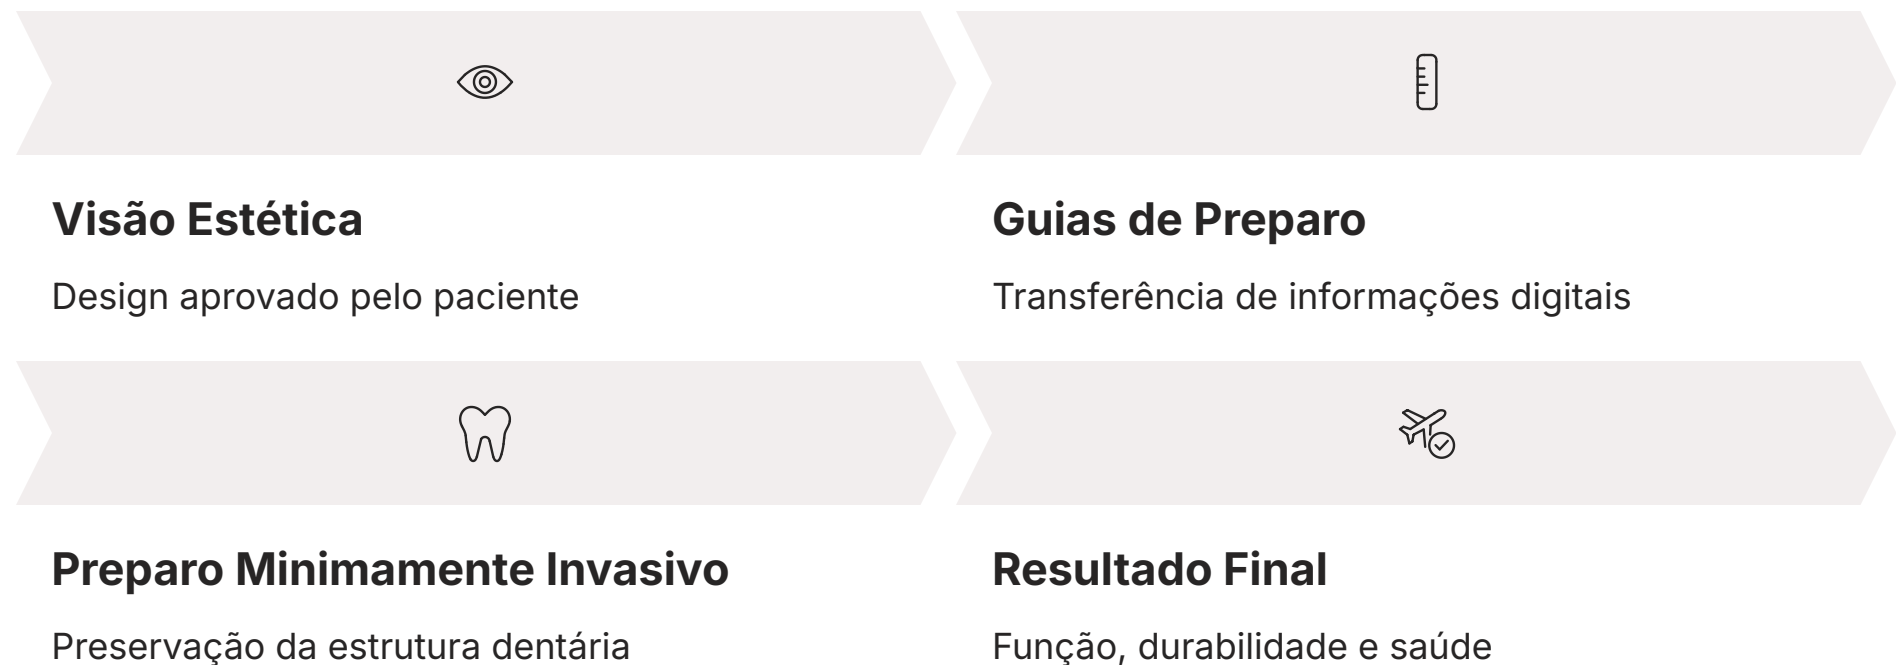 Visão Estética
Design aprovado pelo paciente
Guias de Preparo
Transferência de informações digitais
Preparo Minimamente Invasivo
Preservação da estrutura dentária
Resultado Final
Função, durabilidade e saúde